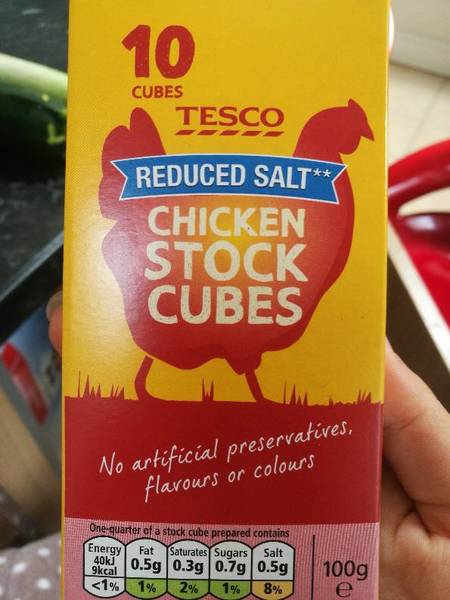 10
CUBES
TESCO
REDUCED SALT**
CHICKEN
STOCK
CUBES
No artificial preservatives,
flavours or colours
One-quarter of a stock cube prepared contains
Energy Fat Saturates Sugars Salt
40kJ
9kcal 0.5g 0.3g 0.7g 0.5g
<1% 1% 2% 1% 8%
100g
e